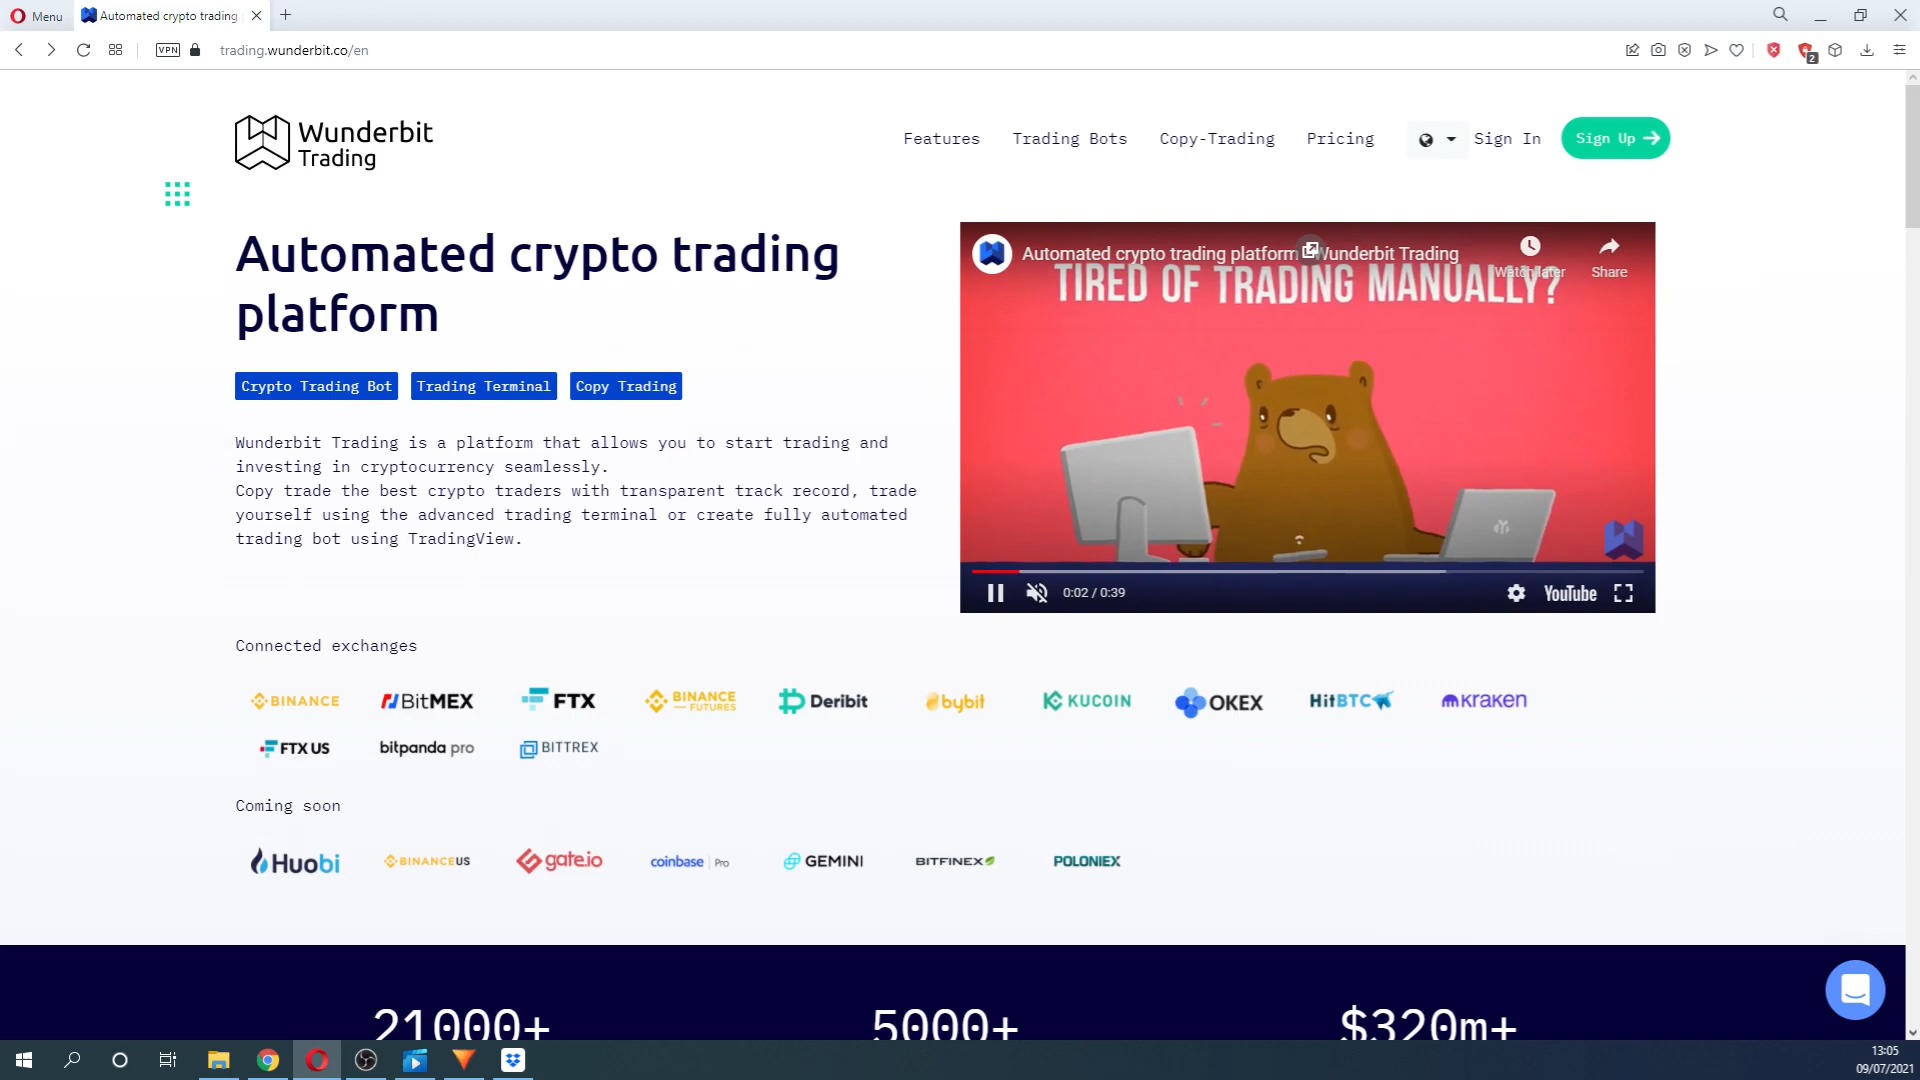 Menu
Automated crypto trading
VPN
trading.wunderbit.co/en
2
Wunderbit
Trading
Features
Trading Bots
Copy-Trading
Pricing
Sign In
Sign Up
Automated crypto trading
platform
Crypto Trading Bot
Trading Terminal
Copy Trading
Wunderbit Trading is a platform that allows you to start trading and
investing in cryptocurrency seamlessly.
Copy trade the best crypto traders with transparent track record, trade
yourself using the advanced trading terminal or create fully automated
trading bot using TradingView.
Automated crypto trading platform Wunderbit Trading
Watch later
Share
TIRED OF TRADING MANUALLY?
0:02 / 0:39
YouTube
Connected exchanges
BINANCE
BitMEX
FTX
BINANCE
FUTURES
Deribit
bybit
KUCOIN
OKEX
HitBTC
kraken
FTX US
bitpanda pro
BITTREX
Coming soon
Huobi
BINANCEUS
gate.io
coinbase Pro
GEMINI
BITFINEX
POLONIEX
21000+
5000+
$320m+
13:05
09/07/2021